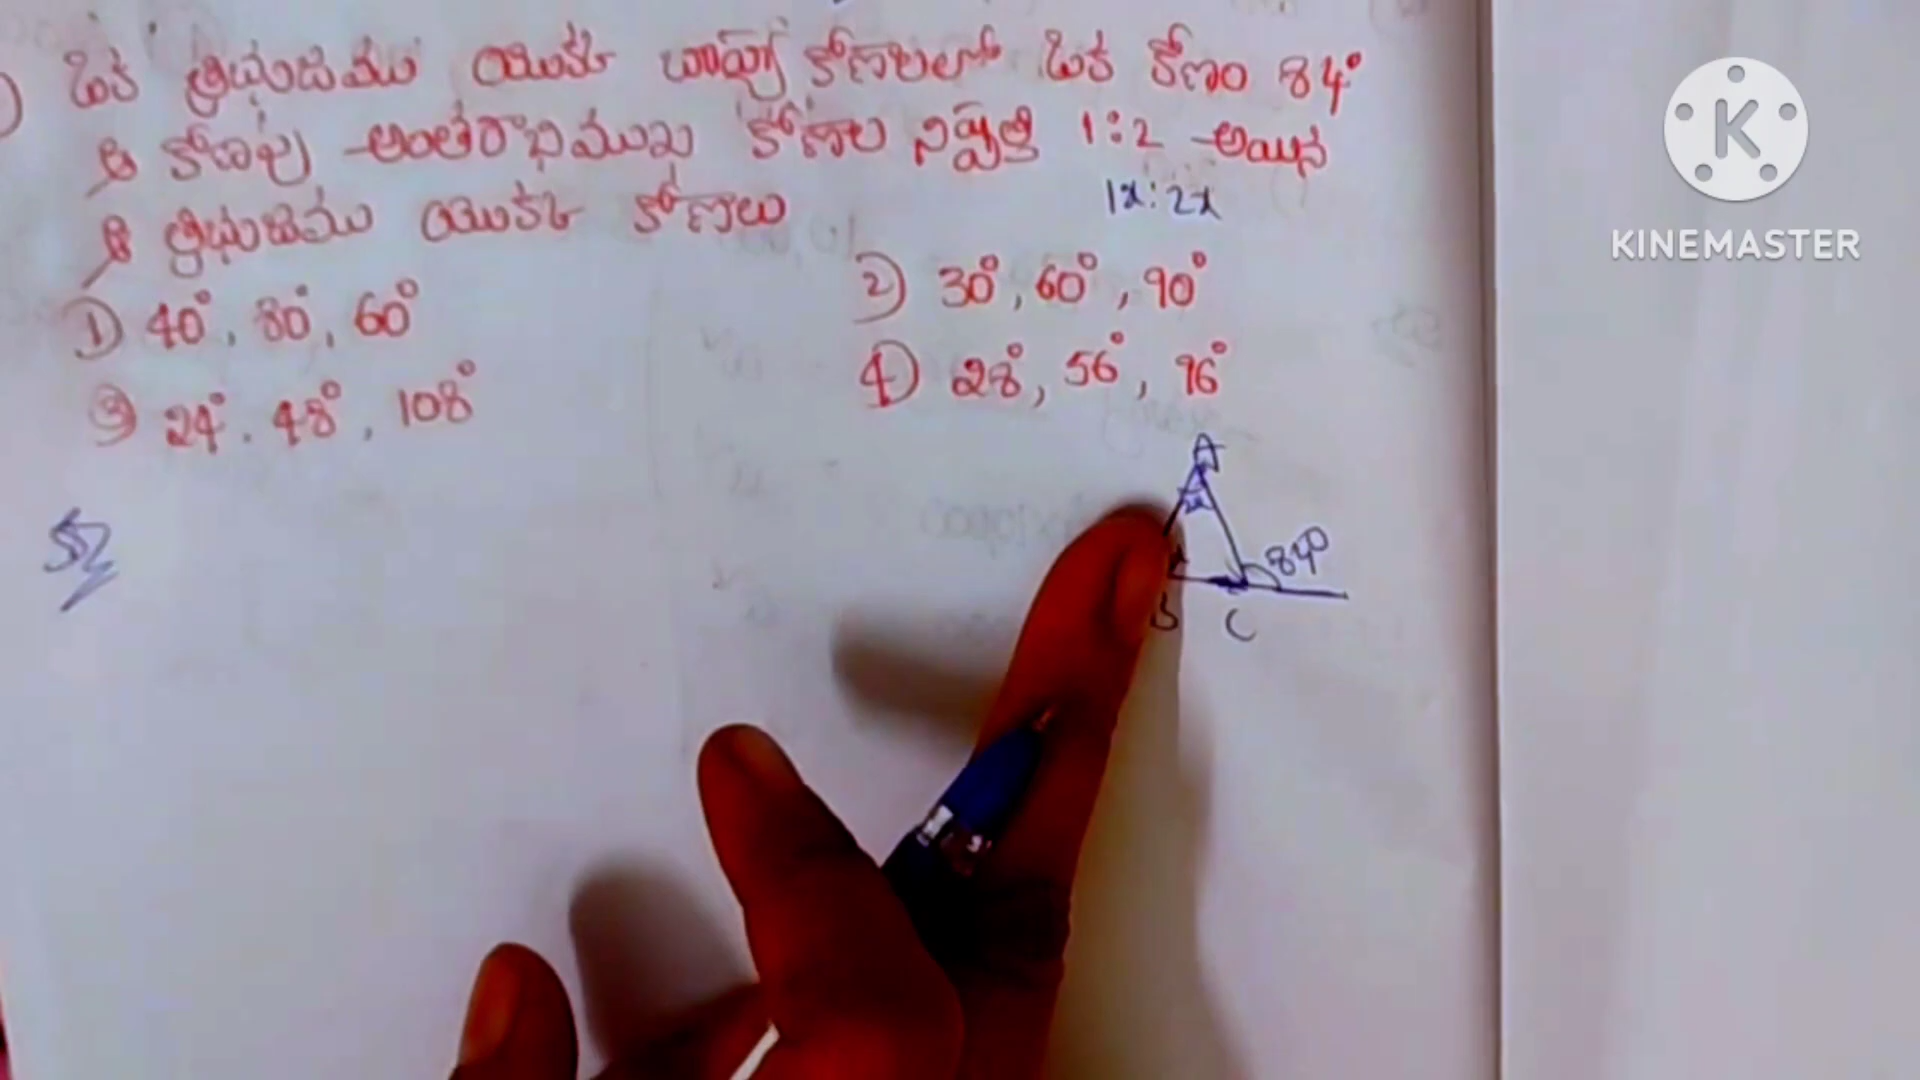 ఒక త్రిభుజము యొక్క బాహ్య కోణాలలో ఒక కోణం 84°
ఆ కోణపు అంతరాభిముఖ కోణాల నిష్పత్తి 1:2 అయిన
1x:2x
ఆ త్రిభుజము యొక్క కోణాలు
1) 40°, 80°, 60°
2) 30°, 60°, 90°
3) 24°. 48°, 108°
4) 28°, 56°, 96°
A
2x
x
84°
B C
K
KINEMASTER